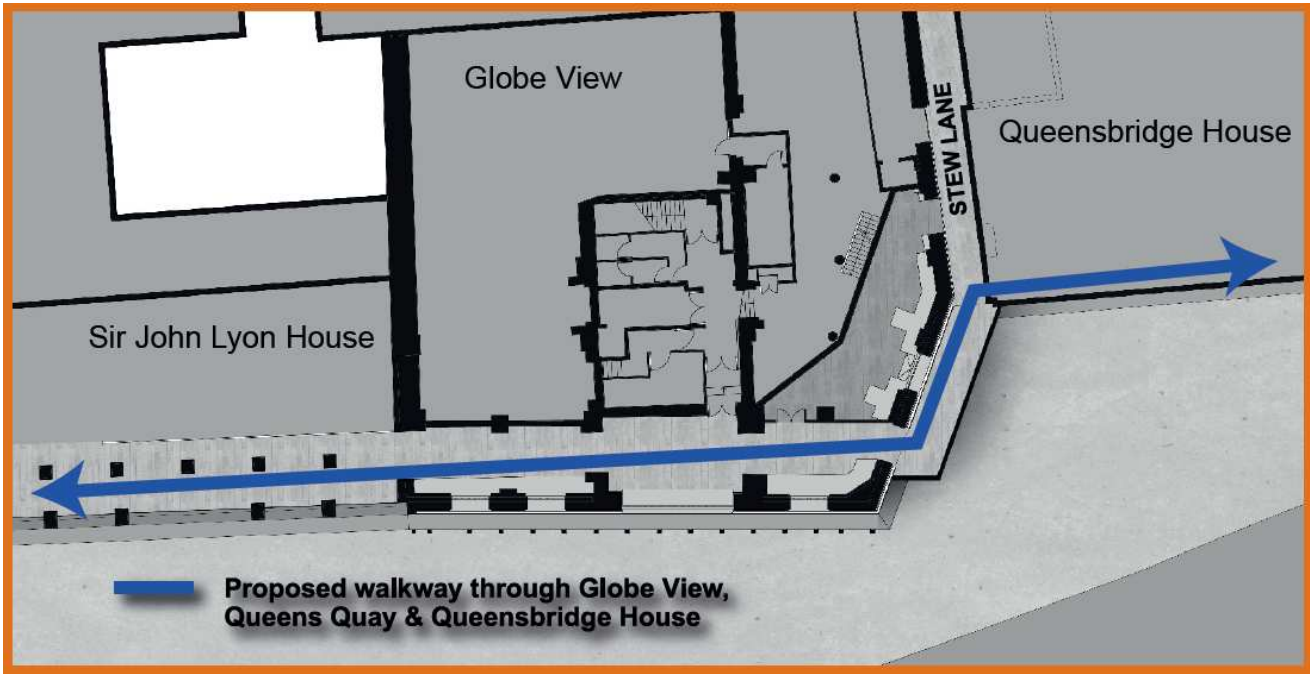 Globe View
Queensbridge House
STEW LANE
Sir John Lyon House
Proposed walkway through Globe View,
Queens Quay & Queensbridge House